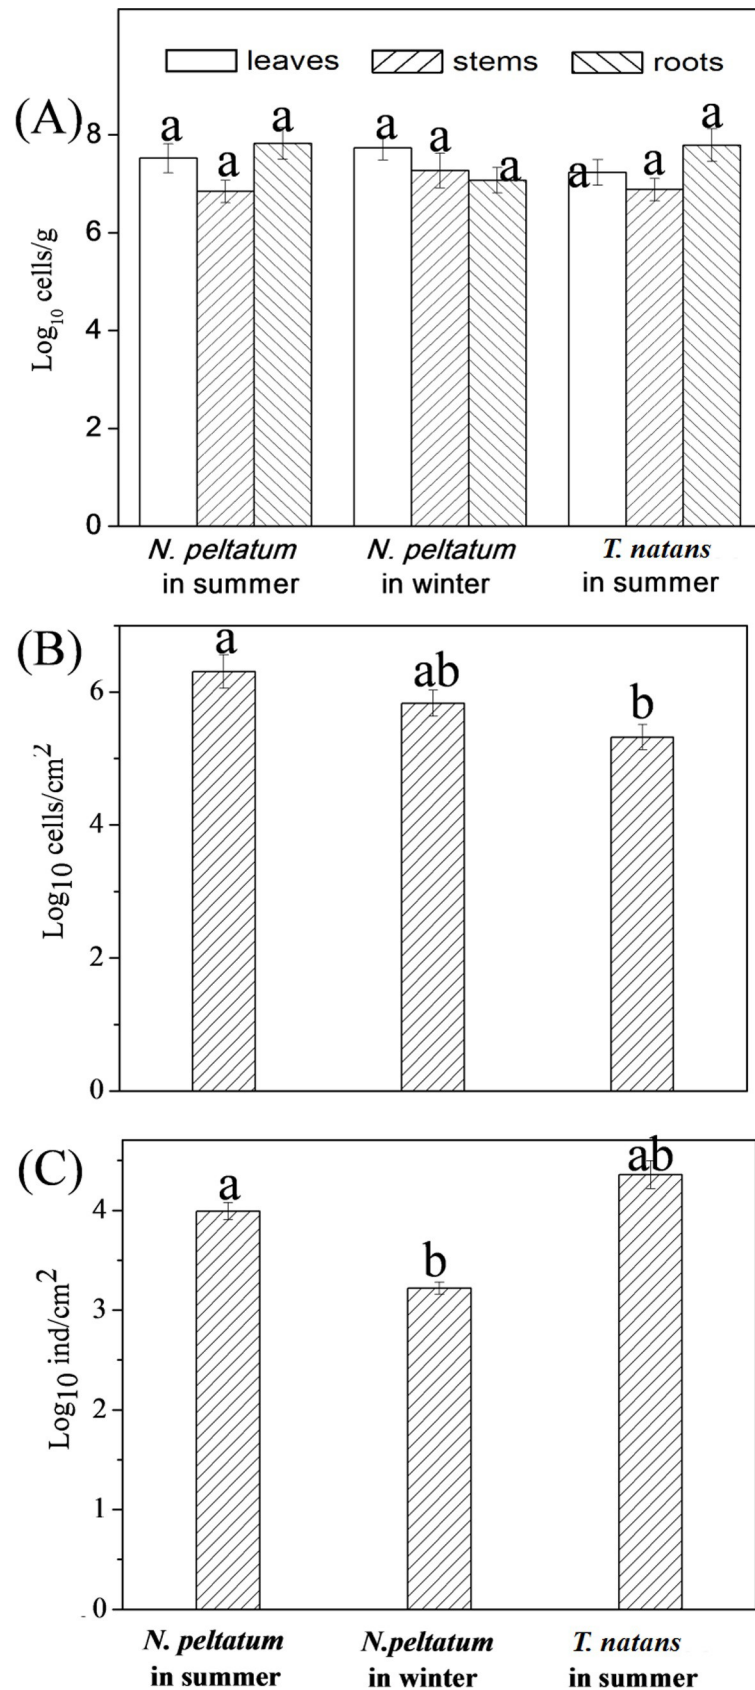 leaves stems roots
(A)
8
6
4
2
0
Log10 cells/g
a a a a a a a a a
N. peltatum N. peltatum T. natans
in summer in winter in summer
(B)
6
4
2
0
Log10 cells/cm2
a ab b
(C)
4
3
2
1
0
Log10 ind/cm2
a b ab
N. peltatum N.peltatum T. natans
in summer in winter in summer